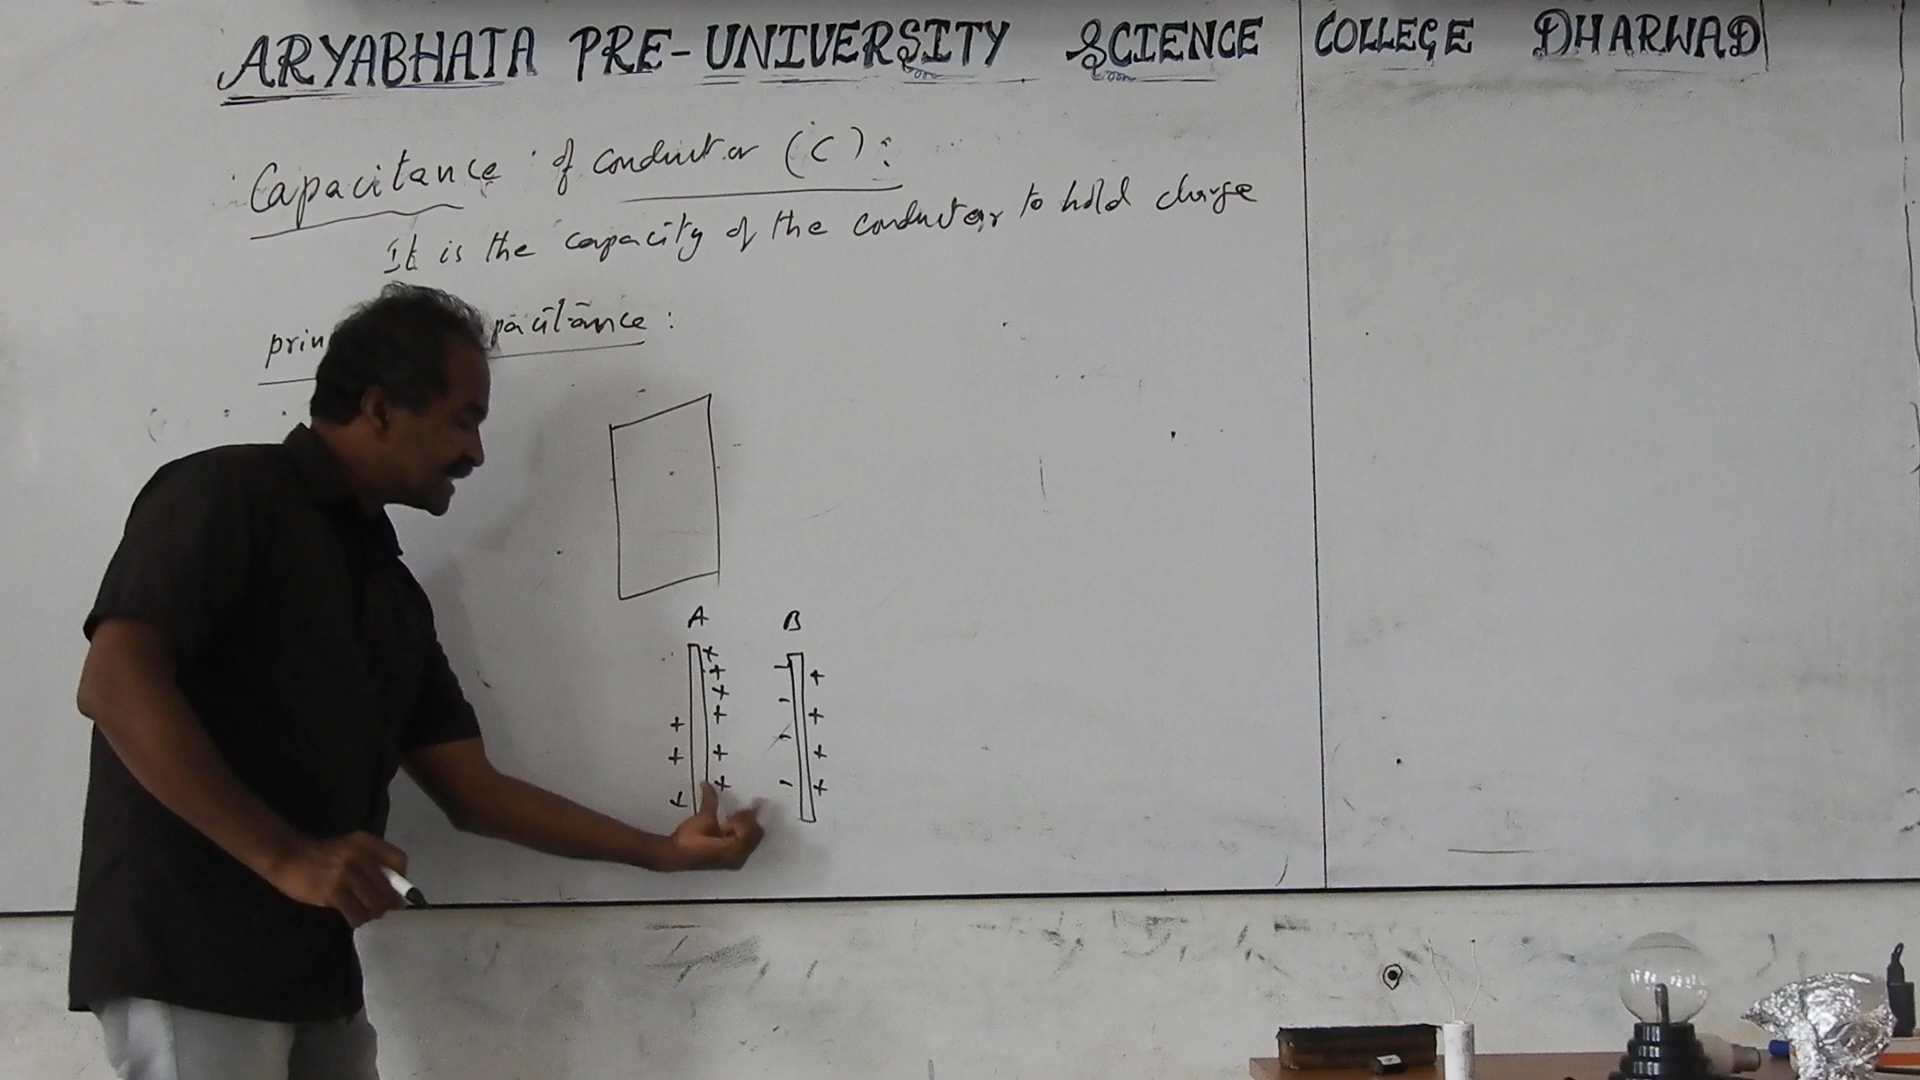 ARYABHATA PRE-UNIVERSITY SCIENCE COLLEGE DHARWAD
Capacitance of conductor (C):
It is the capacity of the conductor to hold charge
prin pacitance:
A B